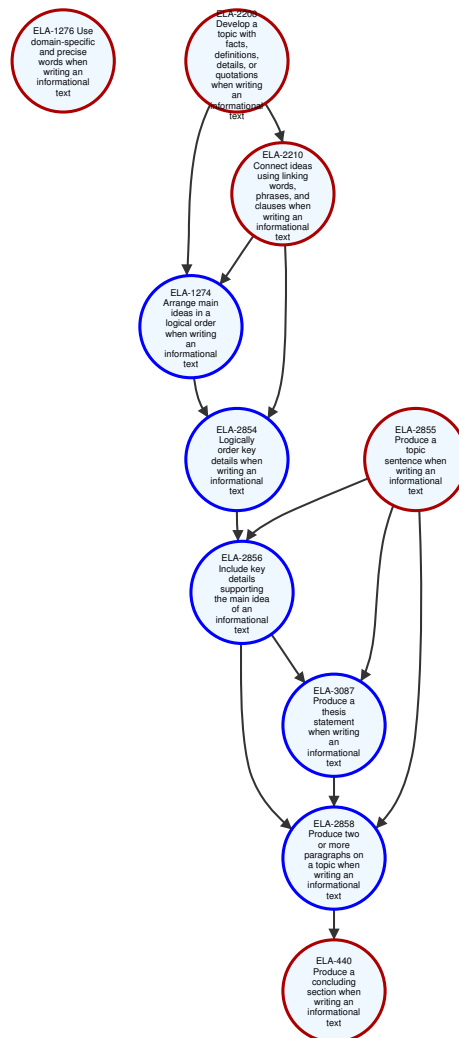 ELA-1276 Use
domain-specific
and precise
words when
writing an
informational
text
Develop a
topic with
facts,
definitions,
details, or
quotations
when writing
an
informational
text
ELA-2210
Connect ideas
using linking
words,
phrases, and
clauses when
writing an
informational
text
ELA-1274
Arrange main
ideas in a
logical order
when writing
an
informational
text
ELA-2854
Logically
order key
details when
writing an
informational
text
ELA-2855
Produce a
topic
sentence when
writing an
informational
text
ELA-2856
Include key
details
supporting
the main idea
of an
informational
text
ELA-3087
Produce a
thesis
statement
when writing
an
informational
text
ELA-2858
Produce two
or more
paragraphs on
a topic when
writing an
informational
text
ELA-440
Produce a
concluding
section when
writing an
informational
text